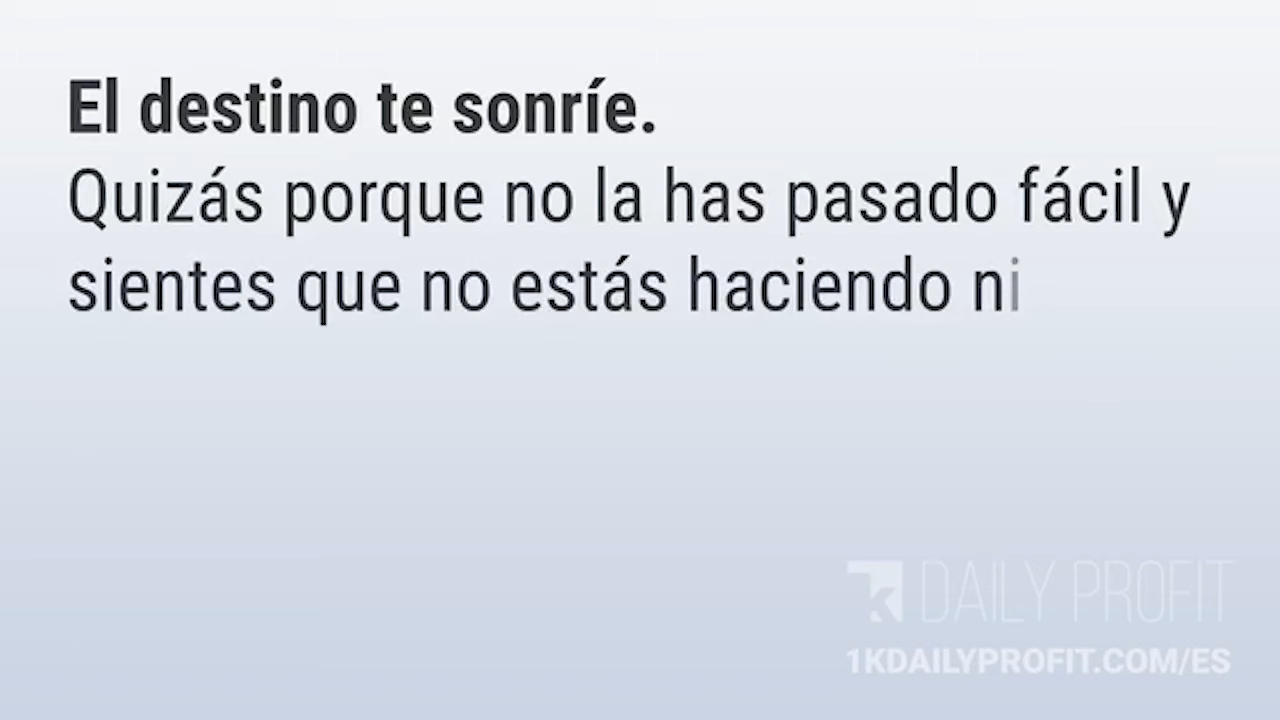 El destino te sonríe.
Quizás porque no la has pasado fácil y
sientes que no estás haciendo ni
1K DAILY PROFIT
1KDAILYPROFIT.COM/ES